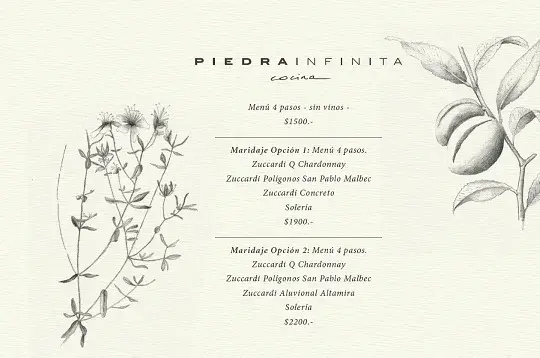 PIEDRAINFINITA
cocina
Menú 4 pasos - sin vinos -
$1500.-
Maridaje Opción 1: Menú 4 pasos.
Zuccardi Q Chardonnay
Zuccardi Polígonos San Pablo Malbec
Zuccardi Concreto
Solería
$1900.-
Maridaje Opción 2: Menú 4 pasos.
Zuccardi Q Chardonnay
Zuccardi Polígonos San Pablo Malbec
Zuccardi Aluvional Altamira
Solería
$2200.-